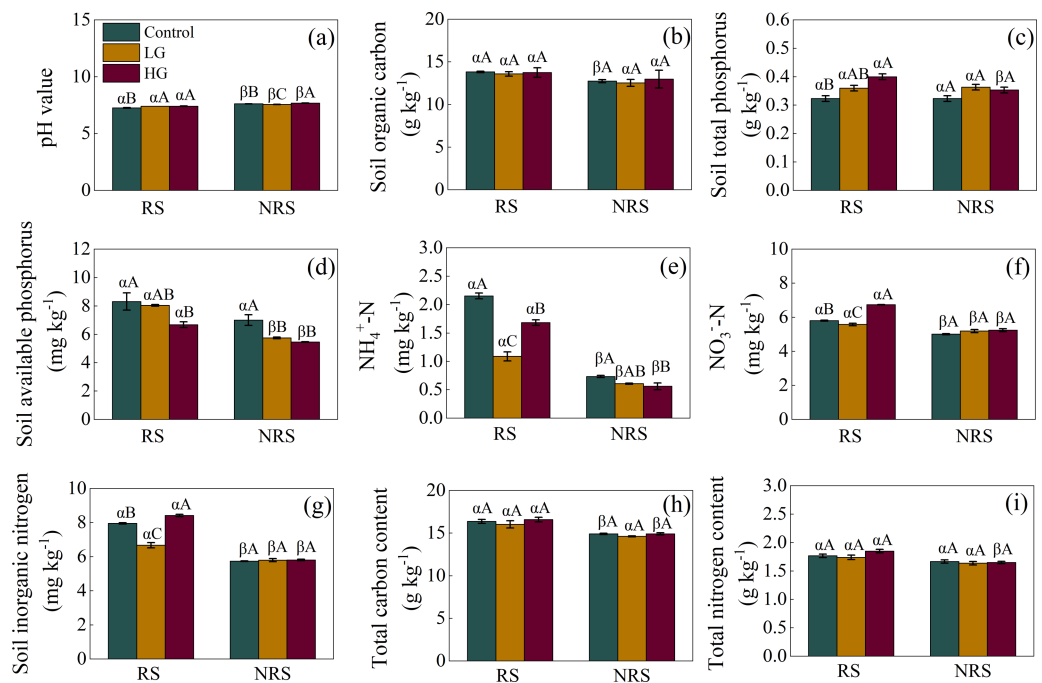 15
10
5
0
pH value
Control
LG
HG
(a)
αB αA αA
βB βC βA
RS NRS
20
15
10
5
0
Soil organic carbon
(g kg⁻¹)
(b)
αA αA αA
βA αA αA
RS NRS
0.6
0.5
0.4
0.3
0.2
0.1
0.0
Soil total phosphorus
g kg⁻¹)
(c)
αB αAB αA
αA αA βA
RS NRS
12
10
8
6
4
2
0
Soil available phosphorus
(mg kg⁻¹)
(d)
αA αAB αB
αA βB βB
RS NRS
3.0
2.5
2.0
1.5
1.0
0.5
0.0
NH₄⁺-N
(mg kg⁻¹)
(e)
αA αC αB
βA βAB βB
RS NRS
10
8
6
4
2
0
NO₃⁻-N
(mg kg⁻¹)
(f)
αB αC αA
βA βA βA
RS NRS
10
8
6
4
2
0
Soil inorganic nitrogen
(mg kg⁻¹)
(g)
αB αC αA
βA βA βA
RS NRS
20
15
10
5
0
Total carbon content
(g kg⁻¹)
(h)
αA αA αA
βA αA βA
RS NRS
3.0
2.5
2.0
1.5
1.0
0.5
0.0
Total nitrogen content
(g kg⁻¹)
(i)
αA αA αA
αA αA βA
RS NRS